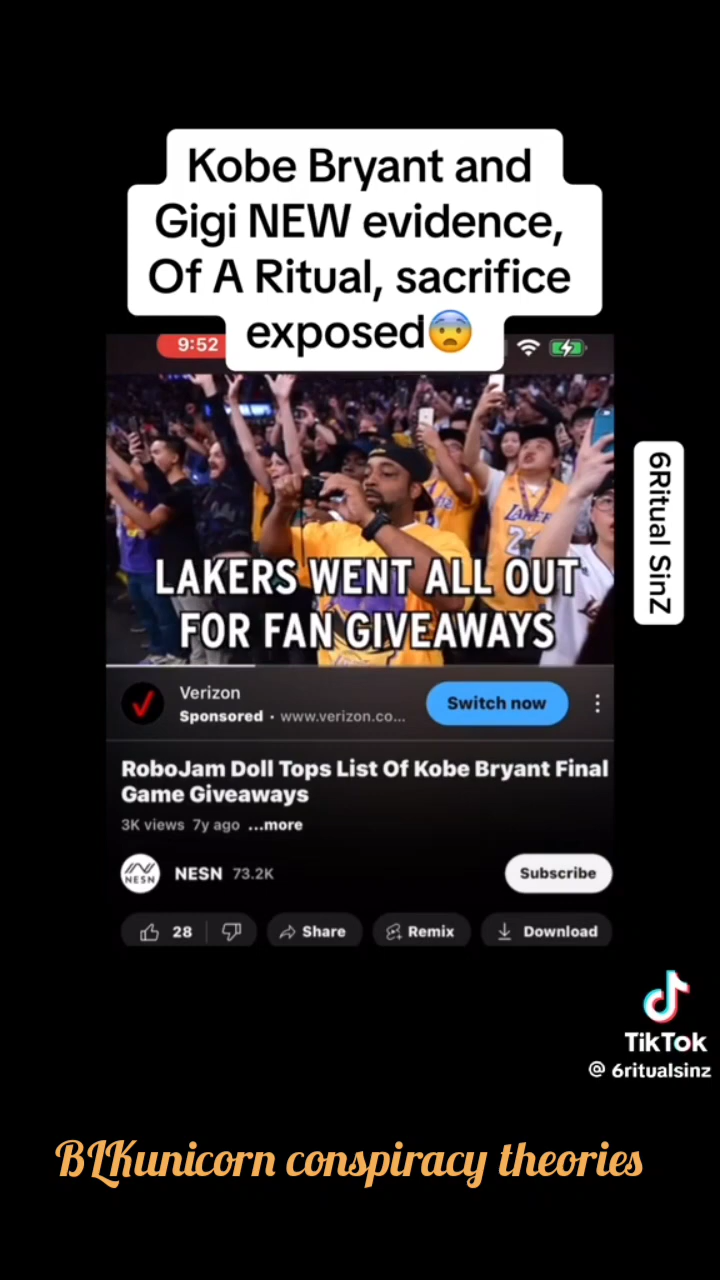 Kobe Bryant and
Gigi NEW evidence,
Of A Ritual, sacrifice
exposed😨
9:52
6Ritual SinZ
LAKERS WENT ALL OUT
FOR FAN GIVEAWAYS
Verizon
Sponsored · www.verizon.co...
Switch now
RoboJam Doll Tops List Of Kobe Bryant Final
Game Giveaways
3K views 7y ago ...more
NESN
NESN 73.2K
Subscribe
28
Share
Remix
Download
TikTok
@ 6ritualsinz
BLKunicorn conspiracy theories